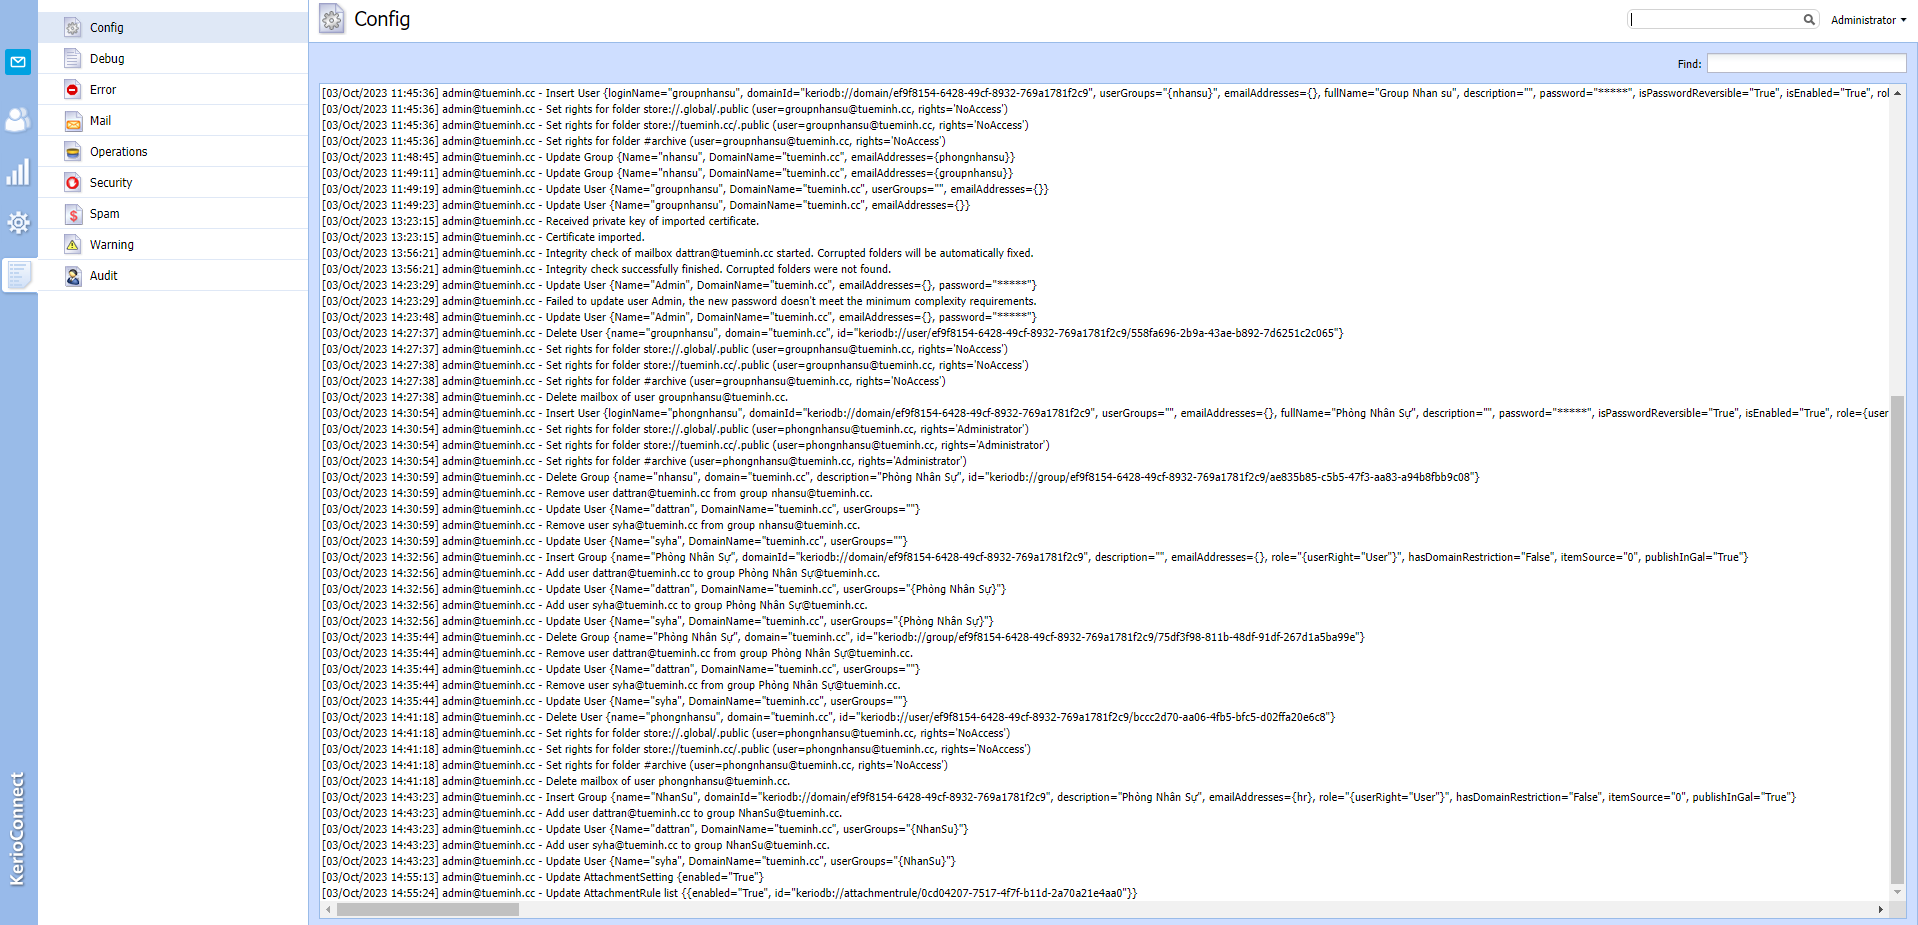 Config
Debug
Error
Mail
Operations
Security
Spam
Warning
Audit
KerioConnect
Config
Administrator
Find:
[03/Oct/2023 11:45:36] admin@tueminh.cc - Insert User {loginName="groupnhansu", domainId="keriodb://domain/ef9f8154-6428-49cf-8932-769a1781f2c9", userGroups="{nhansu}", emailAddresses={}, fullName="Group Nhan su", description="", password="*****", isPasswordReversible="True", isEnabled="True", rol
[03/Oct/2023 11:45:36] admin@tueminh.cc - Set rights for folder store://.global/.public (user=groupnhansu@tueminh.cc, rights='NoAccess')
[03/Oct/2023 11:45:36] admin@tueminh.cc - Set rights for folder store://tueminh.cc/.public (user=groupnhansu@tueminh.cc, rights='NoAccess')
[03/Oct/2023 11:45:36] admin@tueminh.cc - Set rights for folder #archive (user=groupnhansu@tueminh.cc, rights='NoAccess')
[03/Oct/2023 11:48:45] admin@tueminh.cc - Update Group {Name="nhansu", DomainName="tueminh.cc", emailAddresses={phongnhansu}}
[03/Oct/2023 11:49:11] admin@tueminh.cc - Update Group {Name="nhansu", DomainName="tueminh.cc", emailAddresses={groupnhansu}}
[03/Oct/2023 11:49:19] admin@tueminh.cc - Update User {Name="groupnhansu", DomainName="tueminh.cc", userGroups="", emailAddresses={}}
[03/Oct/2023 11:49:23] admin@tueminh.cc - Update User {Name="groupnhansu", DomainName="tueminh.cc", emailAddresses={}}
[03/Oct/2023 13:23:15] admin@tueminh.cc - Received private key of imported certificate.
[03/Oct/2023 13:23:15] admin@tueminh.cc - Certificate imported.
[03/Oct/2023 13:56:21] admin@tueminh.cc - Integrity check of mailbox dattran@tueminh.cc started. Corrupted folders will be automatically fixed.
[03/Oct/2023 13:56:21] admin@tueminh.cc - Integrity check successfully finished. Corrupted folders were not found.
[03/Oct/2023 14:23:29] admin@tueminh.cc - Update User {Name="Admin", DomainName="tueminh.cc", emailAddresses={}, password="*****"}
[03/Oct/2023 14:23:29] admin@tueminh.cc - Failed to update user Admin, the new password doesn't meet the minimum complexity requirements.
[03/Oct/2023 14:23:48] admin@tueminh.cc - Update User {Name="Admin", DomainName="tueminh.cc", emailAddresses={}, password="*****"}
[03/Oct/2023 14:27:37] admin@tueminh.cc - Delete User {name="groupnhansu", domain="tueminh.cc", id="keriodb://user/ef9f8154-6428-49cf-8932-769a1781f2c9/558fa696-2b9a-43ae-b892-7d6251c2c065"}
[03/Oct/2023 14:27:37] admin@tueminh.cc - Set rights for folder store://.global/.public (user=groupnhansu@tueminh.cc, rights='NoAccess')
[03/Oct/2023 14:27:38] admin@tueminh.cc - Set rights for folder store://tueminh.cc/.public (user=groupnhansu@tueminh.cc, rights='NoAccess')
[03/Oct/2023 14:27:38] admin@tueminh.cc - Set rights for folder #archive (user=groupnhansu@tueminh.cc, rights='NoAccess')
[03/Oct/2023 14:27:38] admin@tueminh.cc - Delete mailbox of user groupnhansu@tueminh.cc.
[03/Oct/2023 14:30:54] admin@tueminh.cc - Insert User {loginName="phongnhansu", domainId="keriodb://domain/ef9f8154-6428-49cf-8932-769a1781f2c9", userGroups="", emailAddresses={}, fullName="Phòng Nhân Sự", description="", password="*****", isPasswordReversible="True", isEnabled="True", role={user
[03/Oct/2023 14:30:54] admin@tueminh.cc - Set rights for folder store://.global/.public (user=phongnhansu@tueminh.cc, rights='Administrator')
[03/Oct/2023 14:30:54] admin@tueminh.cc - Set rights for folder store://tueminh.cc/.public (user=phongnhansu@tueminh.cc, rights='Administrator')
[03/Oct/2023 14:30:54] admin@tueminh.cc - Set rights for folder #archive (user=phongnhansu@tueminh.cc, rights='Administrator')
[03/Oct/2023 14:30:59] admin@tueminh.cc - Delete Group {name="nhansu", domain="tueminh.cc", description="Phòng Nhân Sự", id="keriodb://group/ef9f8154-6428-49cf-8932-769a1781f2c9/ae835b85-c5b5-47f3-aa83-a94b8fbb9c08"}
[03/Oct/2023 14:30:59] admin@tueminh.cc - Remove user dattran@tueminh.cc from group nhansu@tueminh.cc.
[03/Oct/2023 14:30:59] admin@tueminh.cc - Update User {Name="dattran", DomainName="tueminh.cc", userGroups=""}
[03/Oct/2023 14:30:59] admin@tueminh.cc - Remove user syha@tueminh.cc from group nhansu@tueminh.cc.
[03/Oct/2023 14:30:59] admin@tueminh.cc - Update User {Name="syha", DomainName="tueminh.cc", userGroups=""}
[03/Oct/2023 14:32:56] admin@tueminh.cc - Insert Group {name="Phòng Nhân Sự", domainId="keriodb://domain/ef9f8154-6428-49cf-8932-769a1781f2c9", description="", emailAddresses={}, role="{userRight="User"}", hasDomainRestriction="False", itemSource="0", publishInGal="True"}
[03/Oct/2023 14:32:56] admin@tueminh.cc - Add user dattran@tueminh.cc to group Phòng Nhân Sự@tueminh.cc.
[03/Oct/2023 14:32:56] admin@tueminh.cc - Update User {Name="dattran", DomainName="tueminh.cc", userGroups="{Phòng Nhân Sự}"}
[03/Oct/2023 14:32:56] admin@tueminh.cc - Add user syha@tueminh.cc to group Phòng Nhân Sự@tueminh.cc.
[03/Oct/2023 14:32:56] admin@tueminh.cc - Update User {Name="syha", DomainName="tueminh.cc", userGroups="{Phòng Nhân Sự}"}
[03/Oct/2023 14:35:44] admin@tueminh.cc - Delete Group {name="Phòng Nhân Sự", domain="tueminh.cc", id="keriodb://group/ef9f8154-6428-49cf-8932-769a1781f2c9/75df3f98-811b-48df-91df-267d1a5ba99e"}
[03/Oct/2023 14:35:44] admin@tueminh.cc - Remove user dattran@tueminh.cc from group Phòng Nhân Sự@tueminh.cc.
[03/Oct/2023 14:35:44] admin@tueminh.cc - Update User {Name="dattran", DomainName="tueminh.cc", userGroups=""}
[03/Oct/2023 14:35:44] admin@tueminh.cc - Remove user syha@tueminh.cc from group Phòng Nhân Sự@tueminh.cc.
[03/Oct/2023 14:35:44] admin@tueminh.cc - Update User {Name="syha", DomainName="tueminh.cc", userGroups=""}
[03/Oct/2023 14:41:18] admin@tueminh.cc - Delete User {name="phongnhansu", domain="tueminh.cc", id="keriodb://user/ef9f8154-6428-49cf-8932-769a1781f2c9/bccc2d70-aa06-4fb5-bfc5-d02ffa20e6c8"}
[03/Oct/2023 14:41:18] admin@tueminh.cc - Set rights for folder store://.global/.public (user=phongnhansu@tueminh.cc, rights='NoAccess')
[03/Oct/2023 14:41:18] admin@tueminh.cc - Set rights for folder store://tueminh.cc/.public (user=phongnhansu@tueminh.cc, rights='NoAccess')
[03/Oct/2023 14:41:18] admin@tueminh.cc - Set rights for folder #archive (user=phongnhansu@tueminh.cc, rights='NoAccess')
[03/Oct/2023 14:41:18] admin@tueminh.cc - Delete mailbox of user phongnhansu@tueminh.cc.
[03/Oct/2023 14:43:23] admin@tueminh.cc - Insert Group {name="NhanSu", domainId="keriodb://domain/ef9f8154-6428-49cf-8932-769a1781f2c9", description="Phòng Nhân Sự", emailAddresses={hr}, role="{userRight="User"}", hasDomainRestriction="False", itemSource="0", publishInGal="True"}
[03/Oct/2023 14:43:23] admin@tueminh.cc - Add user dattran@tueminh.cc to group NhanSu@tueminh.cc.
[03/Oct/2023 14:43:23] admin@tueminh.cc - Update User {Name="dattran", DomainName="tueminh.cc", userGroups="{NhanSu}"}
[03/Oct/2023 14:43:23] admin@tueminh.cc - Add user syha@tueminh.cc to group NhanSu@tueminh.cc.
[03/Oct/2023 14:43:23] admin@tueminh.cc - Update User {Name="syha", DomainName="tueminh.cc", userGroups="{NhanSu}"}
[03/Oct/2023 14:55:13] admin@tueminh.cc - Update AttachmentSetting {enabled="True"}
[03/Oct/2023 14:55:24] admin@tueminh.cc - Update AttachmentRule list {{enabled="True", id="keriodb://attachmentrule/0cd04207-7517-4f7f-b11d-2a70a21e4aa0"}}